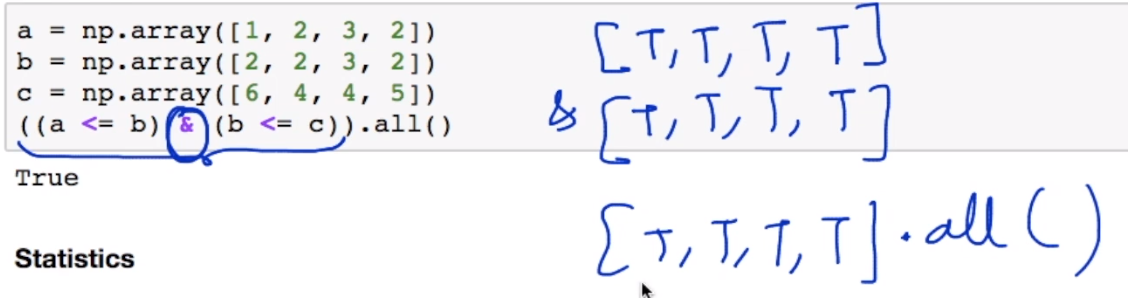 a = np.array([1, 2, 3, 2])
b = np.array([2, 2, 3, 2])
c = np.array([6, 4, 4, 5])
((a <= b) & (b <= c)).all()
True
Statistics
[T, T, T, T]
& [T, T, T, T]
[T, T, T, T].all()